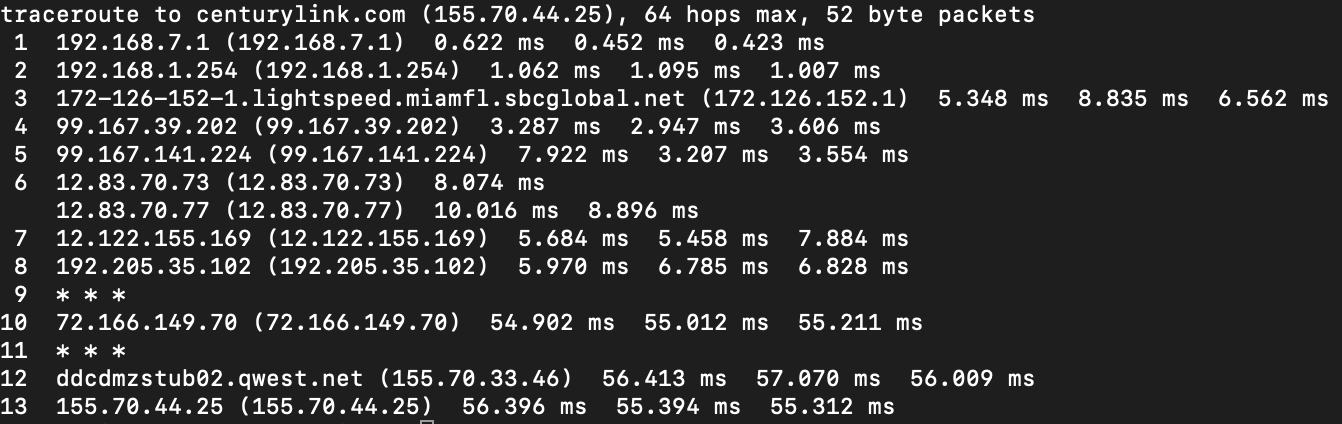 traceroute to centurylink.com (155.70.44.25), 64 hops max, 52 byte packets
 1  192.168.7.1 (192.168.7.1)  0.622 ms  0.452 ms  0.423 ms
 2  192.168.1.254 (192.168.1.254)  1.062 ms  1.095 ms  1.007 ms
 3  172-126-152-1.lightspeed.miamfl.sbcglobal.net (172.126.152.1)  5.348 ms  8.835 ms  6.562 ms
 4  99.167.39.202 (99.167.39.202)  3.287 ms  2.947 ms  3.606 ms
 5  99.167.141.224 (99.167.141.224)  7.922 ms  3.207 ms  3.554 ms
 6  12.83.70.73 (12.83.70.73)  8.074 ms
    12.83.70.77 (12.83.70.77)  10.016 ms  8.896 ms
 7  12.122.155.169 (12.122.155.169)  5.684 ms  5.458 ms  7.884 ms
 8  192.205.35.102 (192.205.35.102)  5.970 ms  6.785 ms  6.828 ms
 9  * * *
10  72.166.149.70 (72.166.149.70)  54.902 ms  55.012 ms  55.211 ms
11  * * *
12  ddcdmzstub02.qwest.net (155.70.33.46)  56.413 ms  57.070 ms  56.009 ms
13  155.70.44.25 (155.70.44.25)  56.396 ms  55.394 ms  55.312 ms